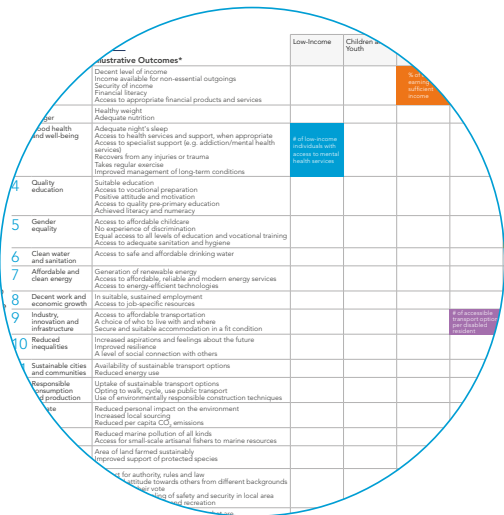 Low-Income
Children a
Youth
llustrative Outcomes*
Decent level of income
Income available for non-essential outgoings
Security of income
Financial literacy
Access to appropriate financial products and services
% of
earning
sufficient
income
ger
Healthy weight
Adequate nutrition
ood health
nd well-being
Adequate night's sleep
Access to health services and support, when appropriate
Access to specialist support (e.g. addiction/mental health
services)
Recovers from any injuries or trauma
Takes regular exercise
Improved management of long-term conditions
# of low-income
individuals with
access to mental
health services
4 Quality
education
Suitable education
Access to vocational preparation
Positive attitude and motivation
Access to quality pre-primary education
Achieved literacy and numeracy
5 Gender
equality
Access to affordable childcare
No experience of discrimination
Equal access to all levels of education and vocational training
Access to adequate sanitation and hygiene
6 Clean water
and sanitation
Access to safe and affordable drinking water
7 Affordable and
clean energy
Generation of renewable energy
Access to affordable, reliable and modern energy services
Access to energy-efficient technologies
8 Decent work and
economic growth
In suitable, sustained employment
Access to job-specific resources
9 Industry,
innovation and
infrastructure
Access to affordable transportation
A choice of who to live with and where
Secure and suitable accommodation in a fit condition
# of accessible
transport option
per disabled
resident
10 Reduced
inequalities
Increased aspirations and feelings about the future
Improved resilience
A level of social connection with others
1 Sustainable cities
and communities
Availability of sustainable transport options
Reduced energy use
Responsible
onsumption
d production
Uptake of sustainable transport options
Opting to walk, cycle, use public transport
Use of environmentally responsible construction techniques
ate
Reduced personal impact on the environment
Increased local sourcing
Reduced per capita CO₂ emissions
Reduced marine pollution of all kinds
Access for small-scale artisanal fishers to marine resources
Area of land farmed sustainably
Improved support of protected species
t for authority, rules and law
attitude towards others from different backgrounds
eir vote
ling of safety and security in local area
ed recreation